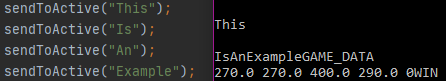 sendToActive("This");
sendToActive("Is");
sendToActive("An");
sendToActive("Example");
This
IsAnExampleGAME_DATA
270.0 270.0 400.0 290.0 0WIN